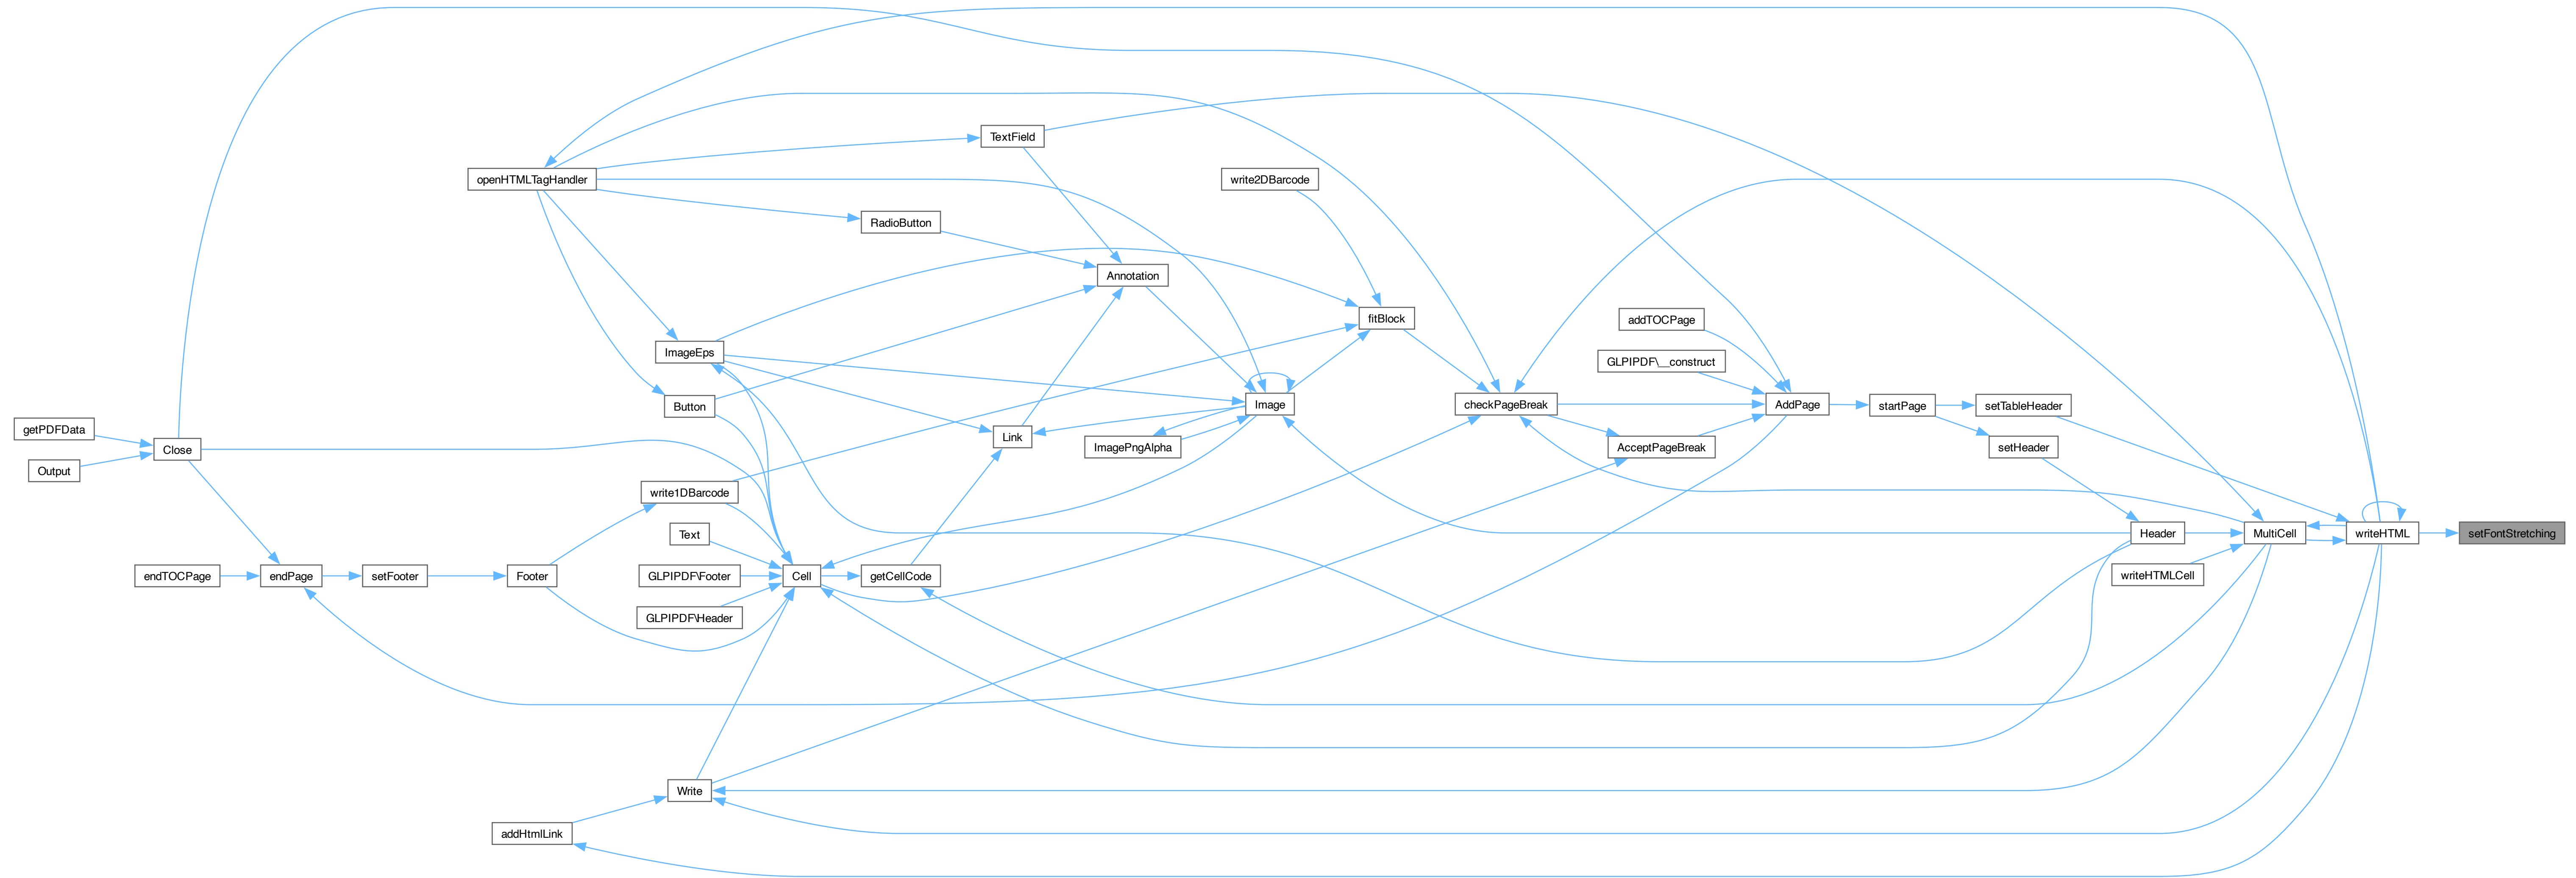 TextField
openHTMLTagHandler
write2DBarcode
RadioButton
Annotation
fitBlock
addTOCPage
ImageEps
GLPIPDF\__construct
Button
Image
checkPageBreak
AddPage
startPage
setTableHeader
getPDFData
Close
Link
ImagePngAlpha
AcceptPageBreak
setHeader
Output
write1DBarcode
Text
Header
MultiCell
writeHTML
setFontStretching
endTOCPage
endPage
setFooter
Footer
GLPIPDF\Footer
Cell
getCellCode
writeHTMLCell
GLPIPDF\Header
Write
addHtmlLink